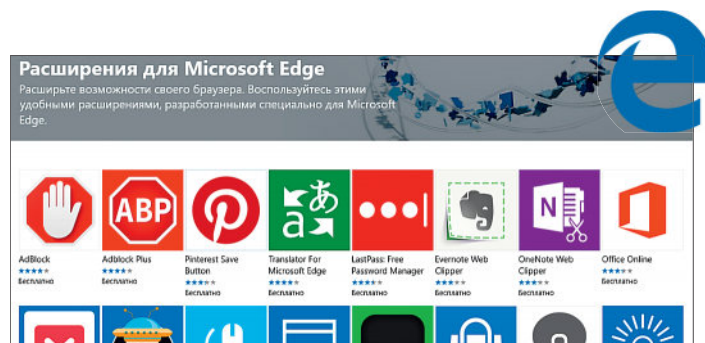 Расширения для Microsoft Edge
Расширьте возможности своего браузера. Воспользуйтесь этими
удобными расширениями, разработанными специально для Microsoft
Edge.
ABP
あ
a
N
AdBlock
Бесплатно
Adblock Plus
Бесплатно
Pinterest Save
Button
Бесплатно
Translator For
Microsoft Edge
Бесплатно
LastPass: Free
Password Manager
Бесплатно
Evernote Web
Clipper
Бесплатно
OneNote Web
Clipper
Бесплатно
Office Online
Бесплатно